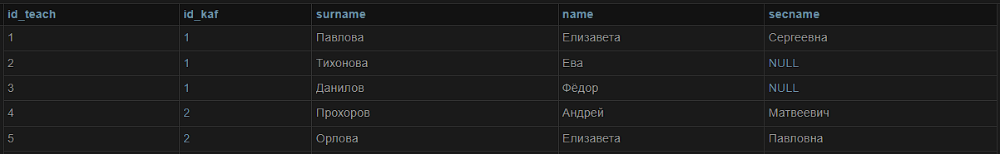 id_teach id_kaf surname name secname
1 1 Павлова Елизавета Сергеевна
2 1 Тихонова Ева NULL
3 1 Данилов Фёдор NULL
4 2 Прохоров Андрей Матвеевич
5 2 Орлова Елизавета Павловна